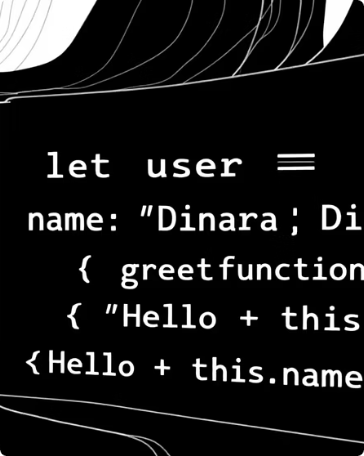 let user ≡
name: "Dinara ; Di
{ greetfunction
{ "Hello + this
{Hello + this.name